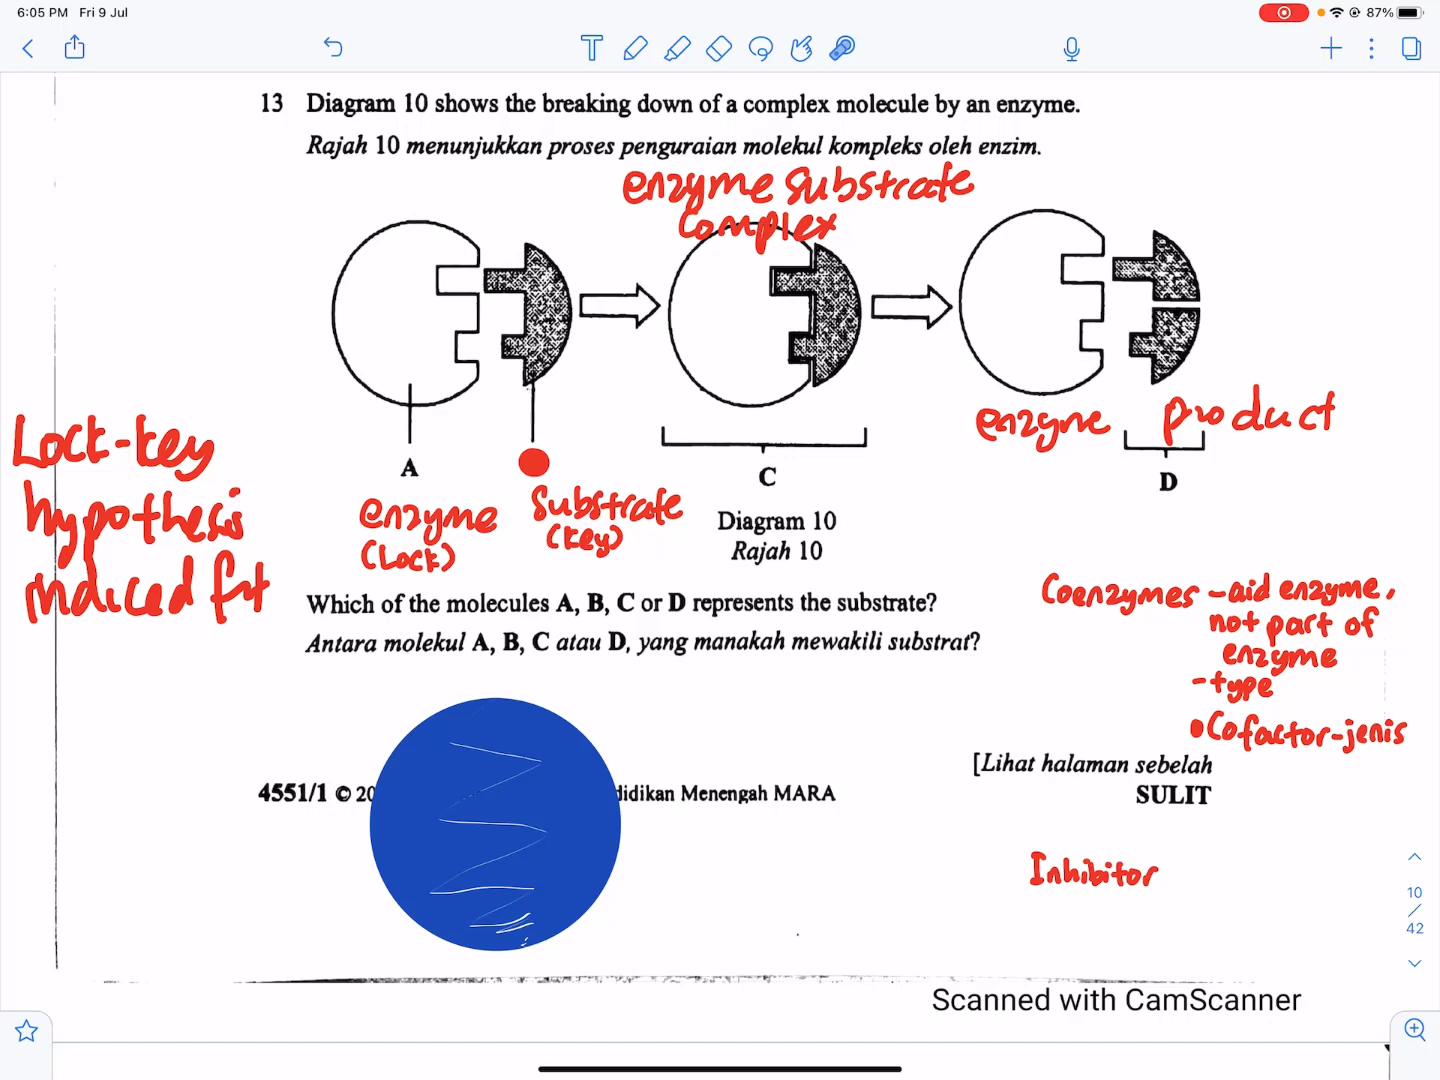 6:05 PM Fri 9 Jul
87%
13 Diagram 10 shows the breaking down of a complex molecule by an enzyme.
Rajah 10 menunjukkan proses penguraian molekul kompleks oleh enzim.
enzyme substrate
complex
enzyme
product
Lock-key
hypothesis
induced fit
A
C
D
enzyme
(Lock)
substrate
(key)
Diagram 10
Rajah 10
Which of the molecules A, B, C or D represents the substrate?
Antara molekul A, B, C atau D, yang manakah mewakili substrat?
Coenzymes - aid enzyme,
not part of
enzyme
- type
• Cofactor-jenis
[Lihat halaman sebelah
SULIT
4551/1 © 20 didikan Menengah MARA
Inhibitor
10
/
42
Scanned with CamScanner